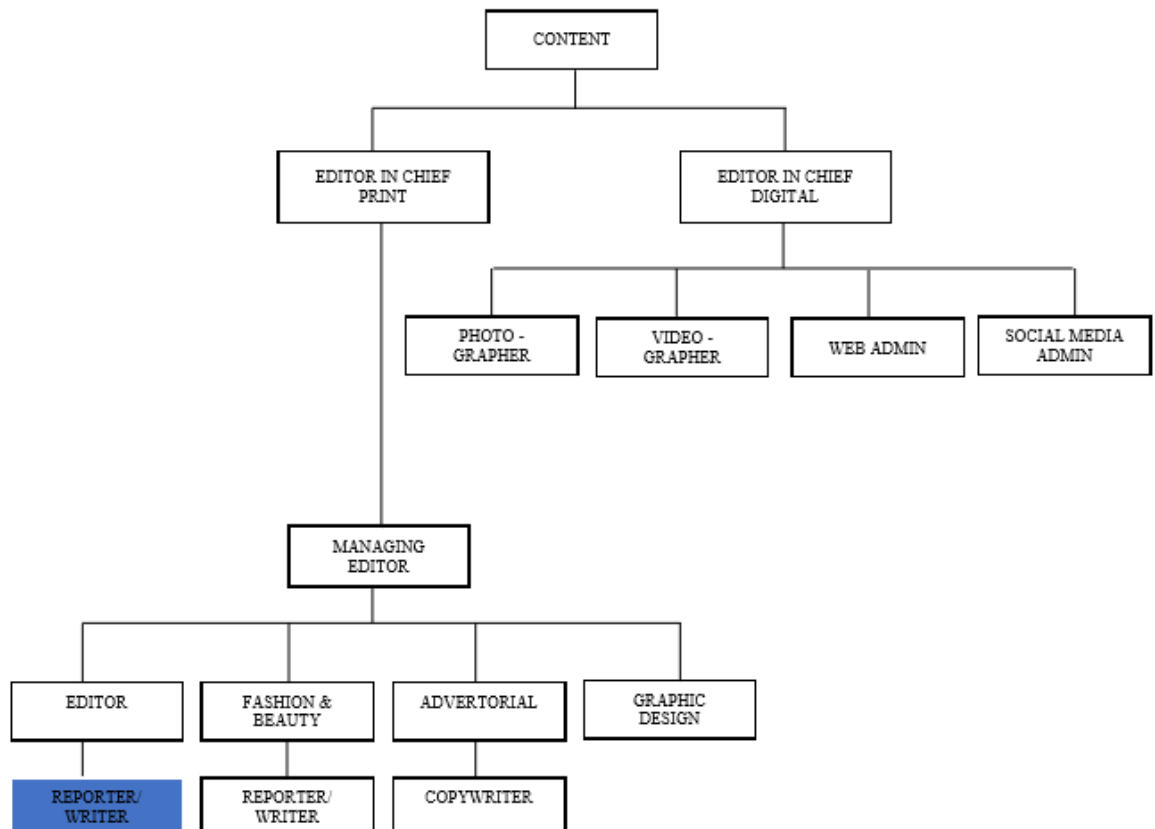 CONTENT
EDITOR IN CHIEF
PRINT
EDITOR IN CHIEF
DIGITAL
PHOTO -
GRAPHER
VIDEO -
GRAPHER
WEB ADMIN
SOCIAL MEDIA
ADMIN
MANAGING
EDITOR
EDITOR
FASHION &
BEAUTY
ADVERTORIAL
GRAPHIC
DESIGN
REPORTER/
WRITER
REPORTER/
WRITER
COPYWRITER